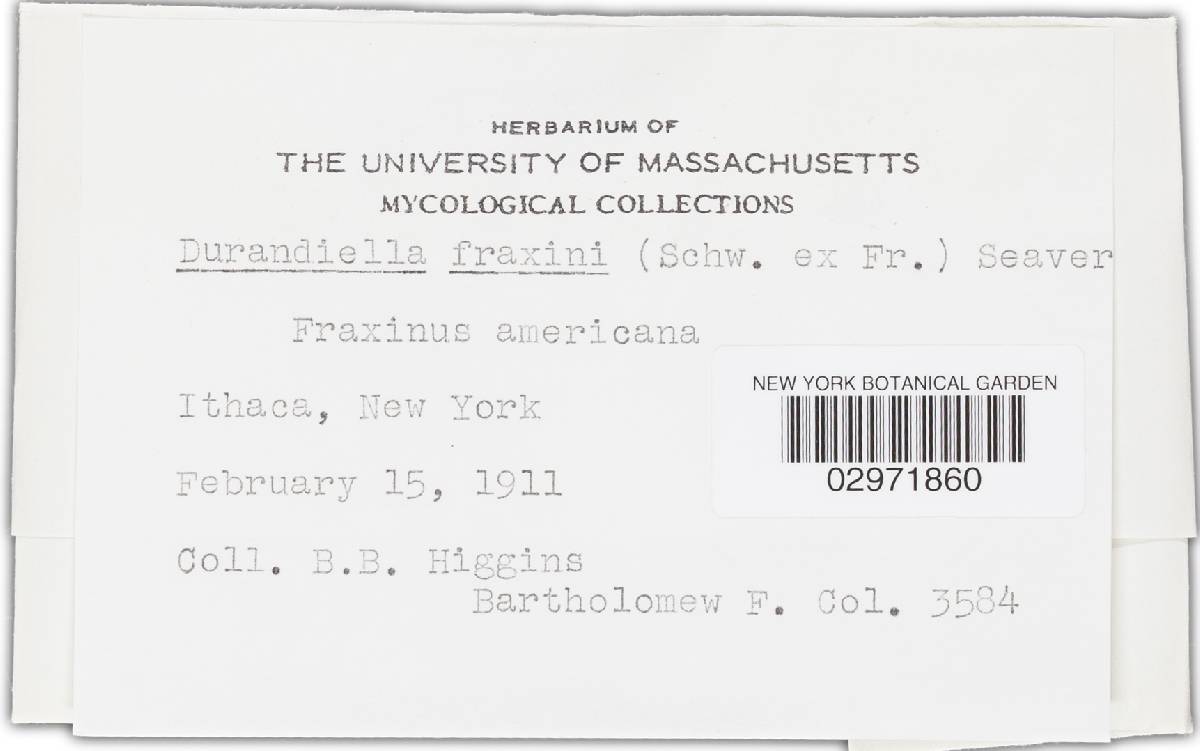 HERBARIUM OF
THE UNIVERSITY OF MASSACHUSETTS
MYCOLOGICAL COLLECTIONS
Durandiella fraxini (Schw. ex Fr.) Seaver
Fraxinus americana
Ithaca, New York
February 15, 1911
Coll. B.B. Higgins
Bartholomew F. Col. 3584
NEW YORK BOTANICAL GARDEN
02971860